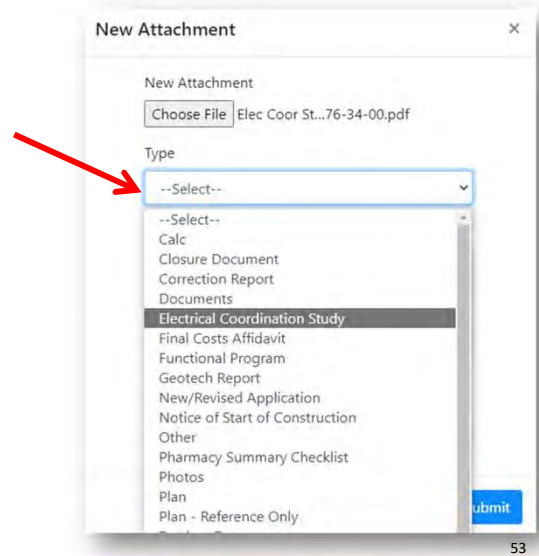 New Attachment ×
New Attachment
Choose File Elec Coor St...76-34-00.pdf
Type
--Select--
--Select--
Calc
Closure Document
Correction Report
Documents
Electrical Coordination Study
Final Costs Affidavit
Functional Program
Geotech Report
New/Revised Application
Notice of Start of Construction
Other
Pharmacy Summary Checklist
Photos
Plan
Plan - Reference Only
ubmit
53